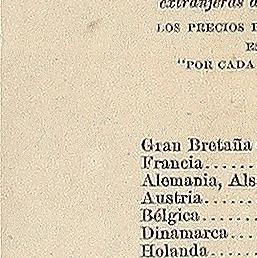 extranjeras
LOS PRECIOS
"POR CADA
Gran Bretaña
Francia......
Alemania, Als
Austria......
Bélgica......
Dinamarca....
Holanda.....